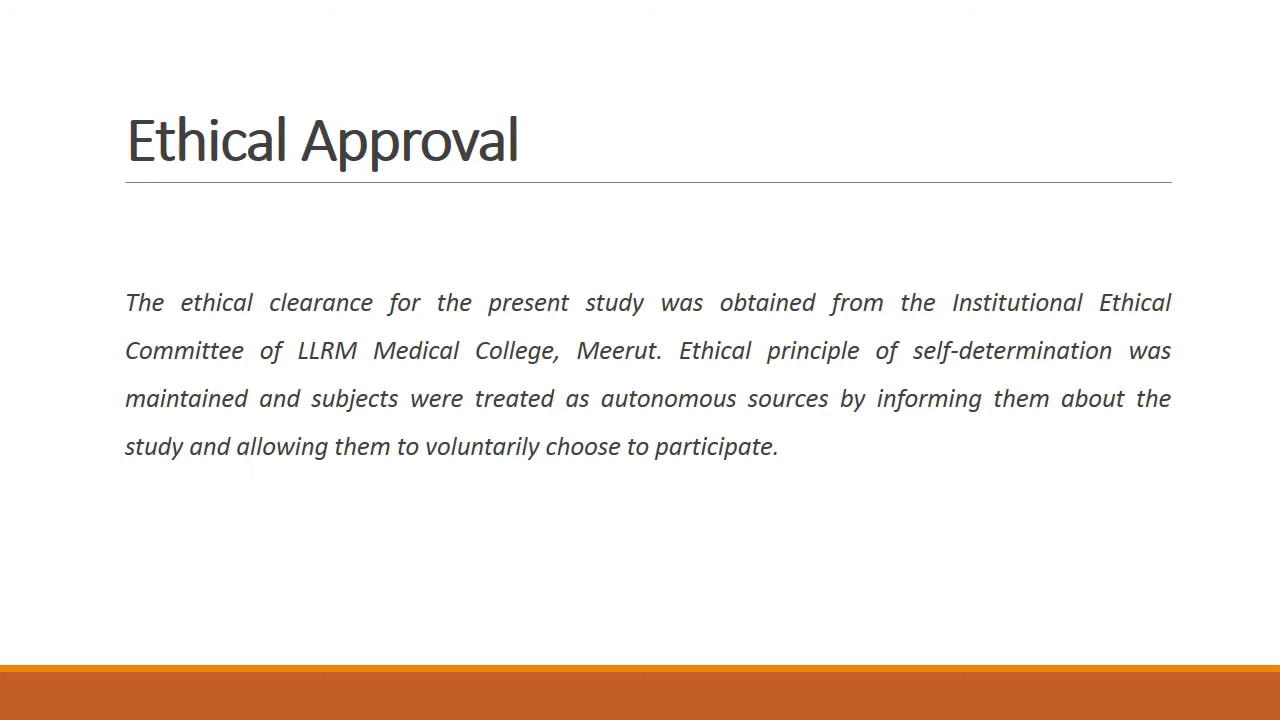 Ethical Approval
The ethical clearance for the present study was obtained from the Institutional Ethical
Committee of LLRM Medical College, Meerut. Ethical principle of self-determination was
maintained and subjects were treated as autonomous sources by informing them about the
study and allowing them to voluntarily choose to participate.